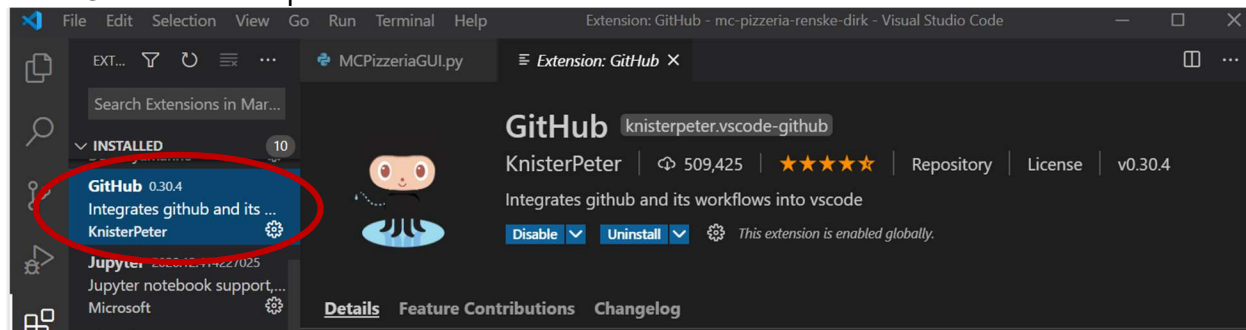 File Edit Selection View Go Run Terminal Help
Extension: GitHub - mc-pizzeria-renske-dirk - Visual Studio Code
EXT...
MCPizzeriaGUI.py
Extension: GitHub
Search Extensions in Mar...
INSTALLED 10
GitHub 0.30.4
Integrates github and its ...
KnisterPeter
Jupyter
Jupyter notebook support,...
Microsoft
GitHub knisterpeter.vscode-github
KnisterPeter 509,425 Repository License v0.30.4
Integrates github and its workflows into vscode
Disable Uninstall This extension is enabled globally.
Details Feature Contributions Changelog